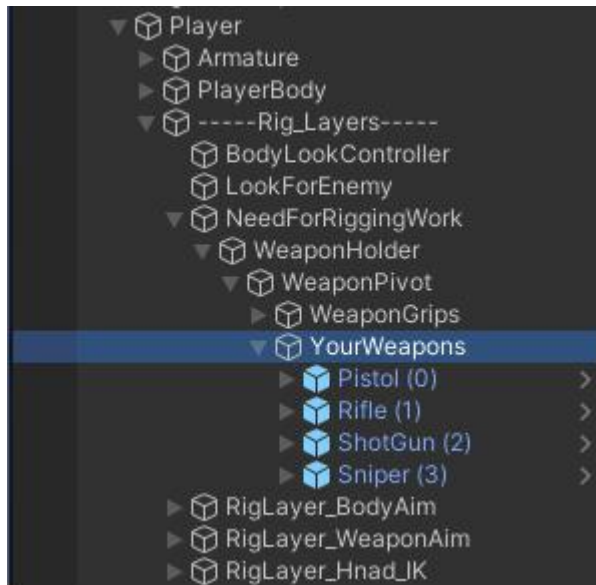 Player
Armature
PlayerBody
-----Rig_Layers-----
BodyLookController
LookForEnemy
NeedForRiggingWork
WeaponHolder
WeaponPivot
WeaponGrips
YourWeapons
Pistol (0)
Rifle (1)
ShotGun (2)
Sniper (3)
RigLayer_BodyAim
RigLayer_WeaponAim
RigLayer_Hnad_IK